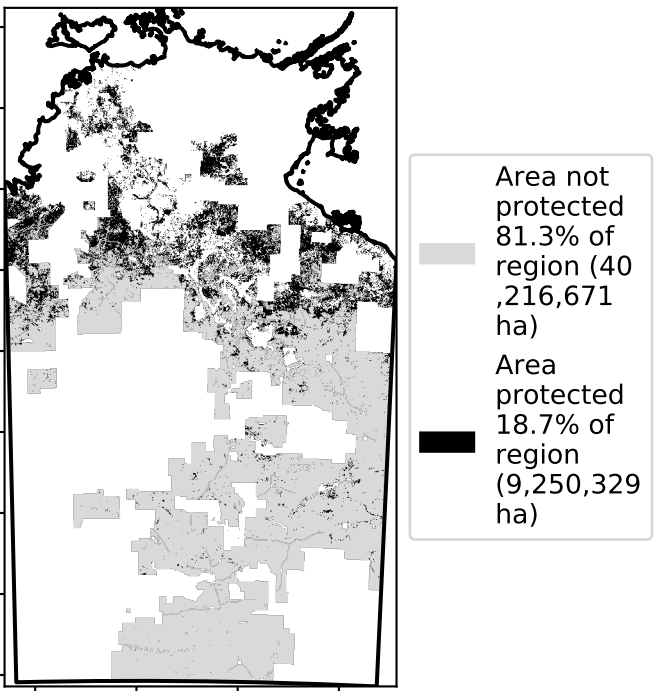 Area not
protected
81.3% of
region (40
,216,671
ha)
Area
protected
18.7% of
region
(9,250,329
ha)